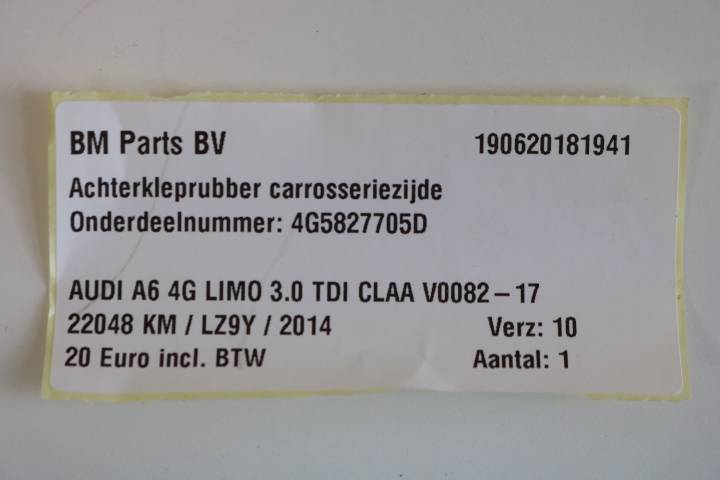 BM Parts BV 190620181941
Achterkleprubber carrosseriezijde
Onderdeelnummer: 4G5827705D
AUDI A6 4G LIMO 3.0 TDI CLAA V0082-17
22048 KM / LZ9Y / 2014 Verz: 10
20 Euro incl. BTW Aantal: 1